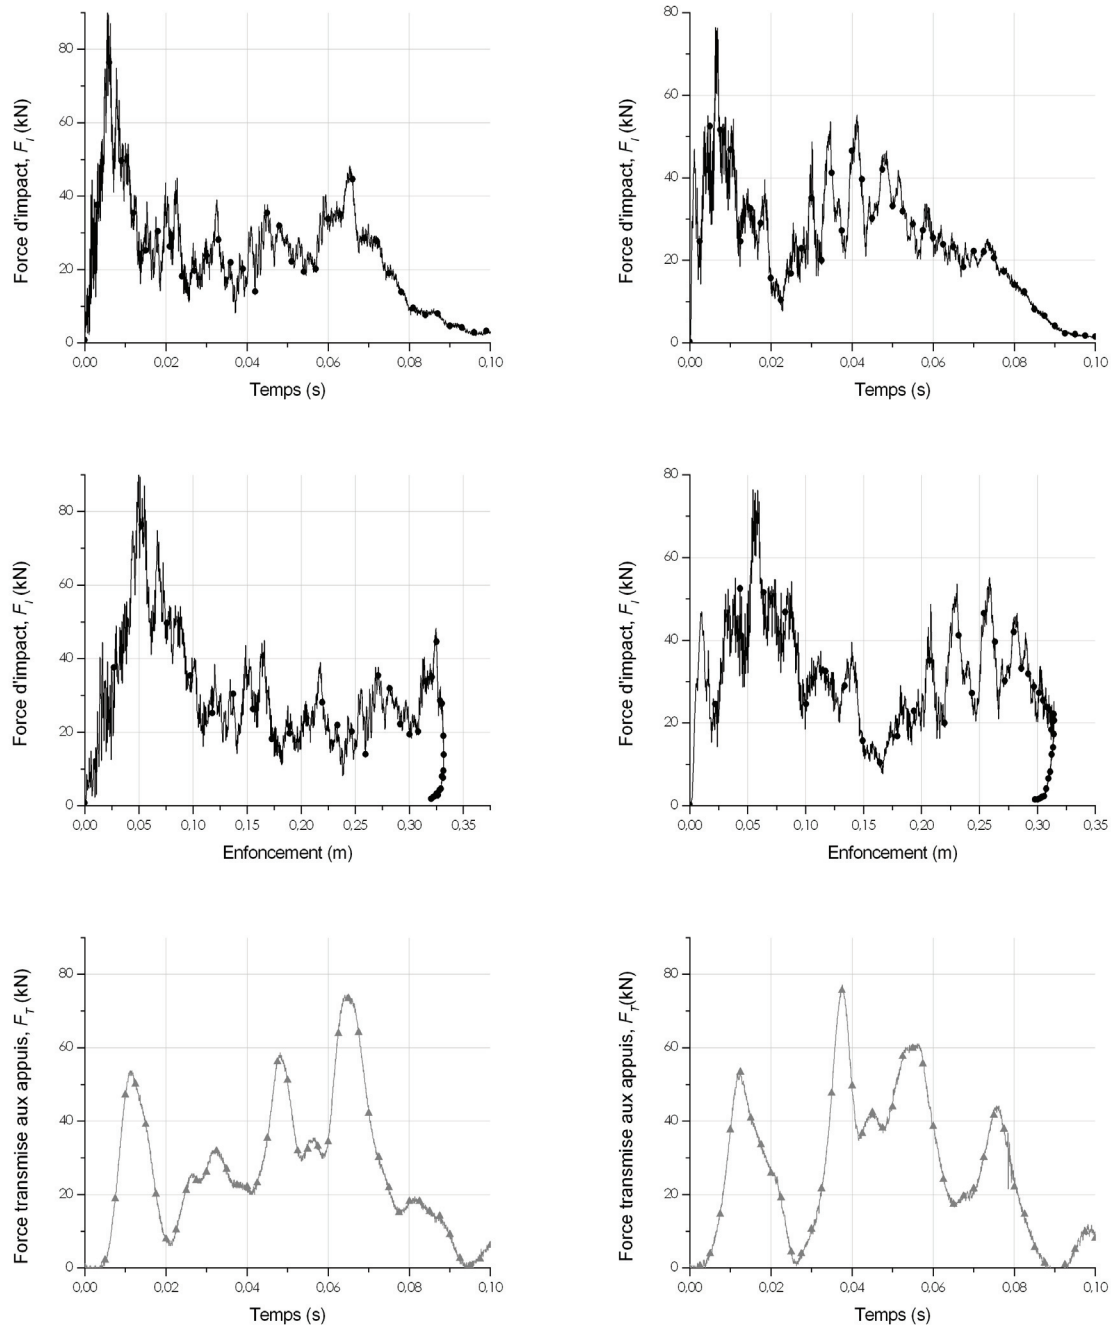 80
60
40
20
0
Force d'impact, F_I (kN)
0,00 0,02 0,04 0,06 0,08 0,10
Temps (s)
80
60
40
20
0
Force d'impact, F_I (kN)
0,00 0,02 0,04 0,06 0,08 0,10
Temps (s)
80
60
40
20
0
Force d'impact, F_I (kN)
0,00 0,05 0,10 0,15 0,20 0,25 0,30 0,35
Enfoncement (m)
80
60
40
20
0
Force d'impact, F_I (kN)
0,00 0,05 0,10 0,15 0,20 0,25 0,30 0,35
Enfoncement (m)
80
60
40
20
0
Force transmise aux appuis, F_T (kN)
0,00 0,02 0,04 0,06 0,08 0,10
Temps (s)
80
60
40
20
0
Force transmise aux appuis, F_T(kN)
0,00 0,02 0,04 0,06 0,08 0,10
Temps (s)